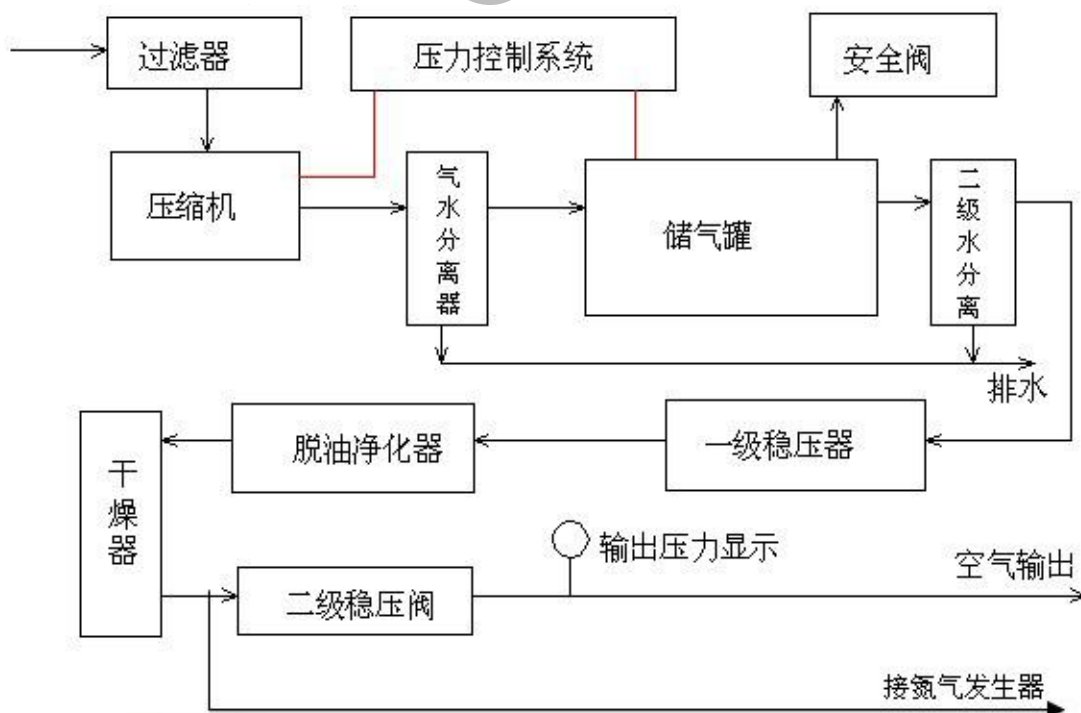 过滤器
压力控制系统
安全阀
压缩机
气水分离器
储气罐
二级水分离
排水
脱油净化器
一级稳压器
干燥器
输出压力显示
空气输出
二级稳压阀
接氮气发生器